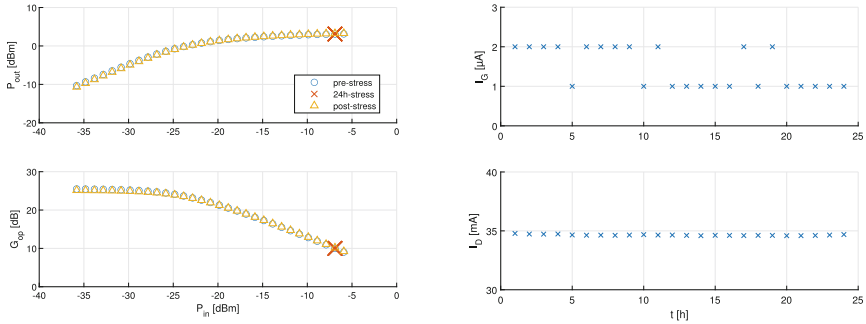 10
0
-10
-20
P_out [dBm]
-40 -35 -30 -25 -20 -15 -10 -5 0
pre-stress
24h-stress
post-stress
30
20
10
0
G_op [dB]
-40 -35 -30 -25 -20 -15 -10 -5 0
P_in [dBm]
3
2
1
0
I_G [µA]
0 5 10 15 20 25
40
35
30
I_D [mA]
0 5 10 15 20 25
t [h]